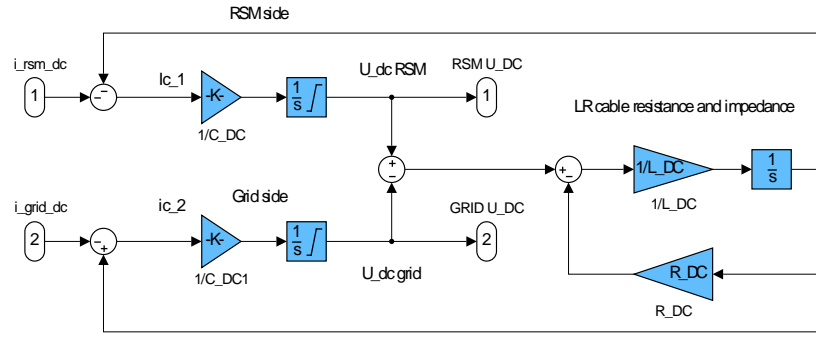 RSM side
i_rsm_dc
1
Ic_1
-K-
1/C_DC
1
s
U_dc RSM
RSM U_DC
1
LR cable resistance and impedance
1/L_DC
1/L_DC
1
s
i_grid_dc
2
ic_2
Grid side
-K-
1/C_DC1
1
s
U_dc grid
GRID U_DC
2
R_DC
R_DC